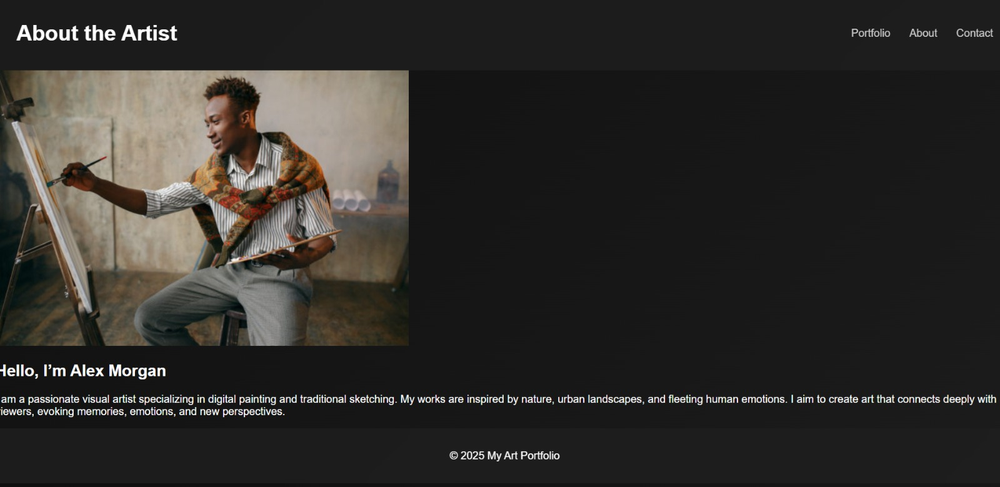 About the Artist
Portfolio About Contact
Hello, I’m Alex Morgan
am a passionate visual artist specializing in digital painting and traditional sketching. My works are inspired by nature, urban landscapes, and fleeting human emotions. I aim to create art that connects deeply with
viewers, evoking memories, emotions, and new perspectives.
© 2025 My Art Portfolio